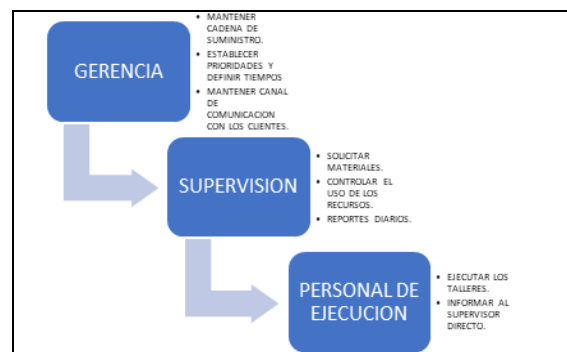 GERENCIA
• MANTENER
CADENA DE
SUMINISTRO.
• ESTABLECER
PRIORIDADES Y
DEFINIR TIEMPOS
• MANTENER CANAL
DE
COMUNICACION
CON LOS CLIENTES.
SUPERVISION
• SOLICITAR
MATERIALES.
• CONTROLAR EL
USO DE LOS
RECURSOS.
• REPORTES DIARIOS.
PERSONAL DE
EJECUCION
• EJECUTAR LOS
TALLERES.
• INFORMAR AL
SUPERVISOR
DIRECTO.